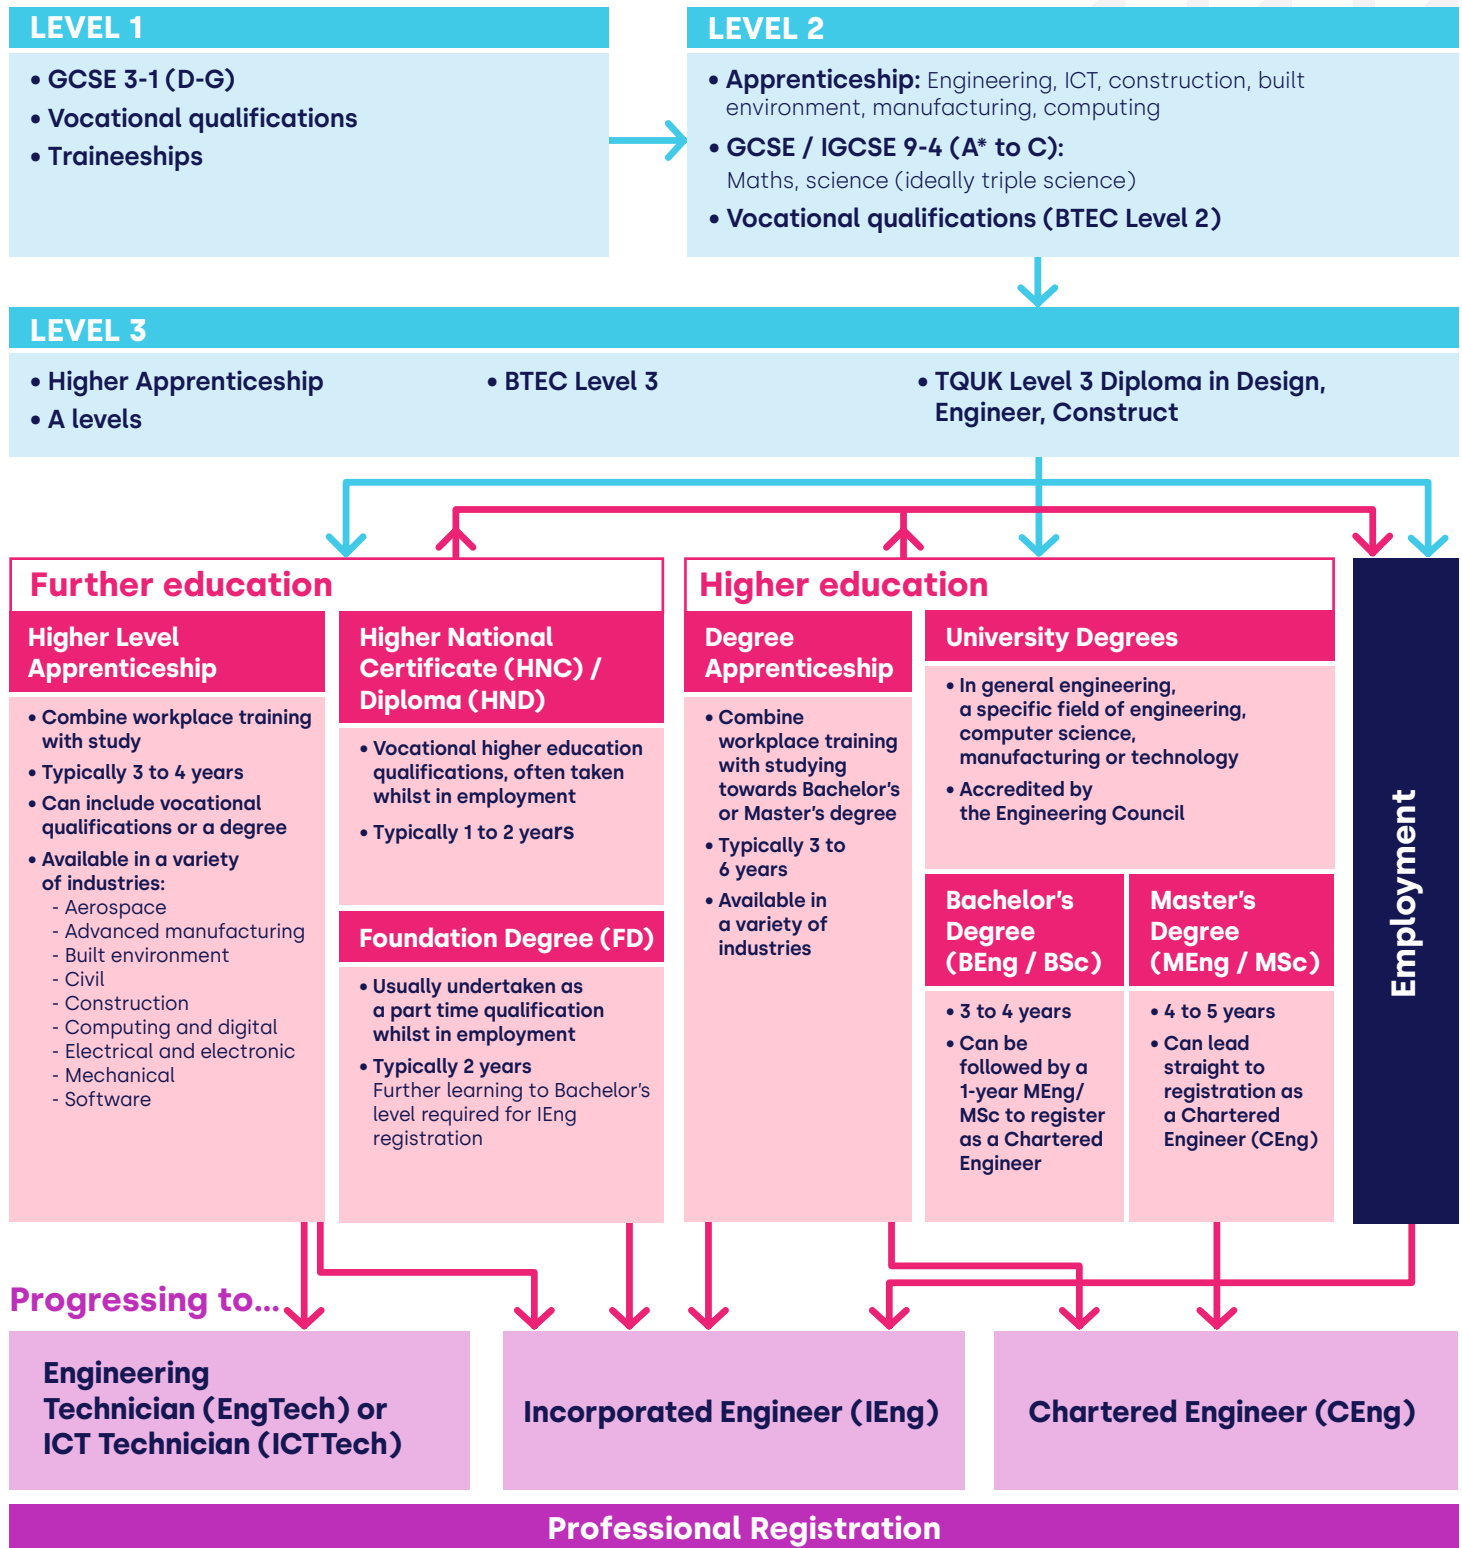 LEVEL 1
• GCSE 3-1 (D-G)
• Vocational qualifications
• Traineeships
LEVEL 2
• Apprenticeship: Engineering, ICT, construction, built
environment, manufacturing, computing
• GCSE / IGCSE 9-4 (A* to C):
Maths, science (ideally triple science)
• Vocational qualifications (BTEC Level 2)
LEVEL 3
• Higher Apprenticeship
• A levels
• BTEC Level 3
• TQUK Level 3 Diploma in Design,
Engineer, Construct
Further education
Higher Level
Apprenticeship
• Combine workplace training
with study
• Typically 3 to 4 years
• Can include vocational
qualifications or a degree
• Available in a variety
of industries:
- Aerospace
- Advanced manufacturing
- Built environment
- Civil
- Construction
- Computing and digital
- Electrical and electronic
- Mechanical
- Software
Higher National
Certificate (HNC) /
Diploma (HND)
• Vocational higher education
qualifications, often taken
whilst in employment
• Typically 1 to 2 years
Foundation Degree (FD)
• Usually undertaken as
a part time qualification
whilst in employment
• Typically 2 years
Further learning to Bachelor's
level required for IEng
registration
Higher education
Degree
Apprenticeship
• Combine
workplace training
with studying
towards Bachelor's
or Master's degree
• Typically 3 to
6 years
• Available in
a variety of
industries
University Degrees
• In general engineering,
a specific field of engineering,
computer science,
manufacturing or technology
• Accredited by
the Engineering Council
Bachelor's
Degree
(BEng / BSc)
• 3 to 4 years
• Can be
followed by a
1-year MEng/
MSc to register
as a Chartered
Engineer
Master's
Degree
(MEng / MSc)
• 4 to 5 years
• Can lead
straight to
registration as
a Chartered
Engineer (CEng)
Employment
Progressing to...
Engineering
Technician (EngTech) or
ICT Technician (ICTTech)
Incorporated Engineer (IEng)
Chartered Engineer (CEng)
Professional Registration